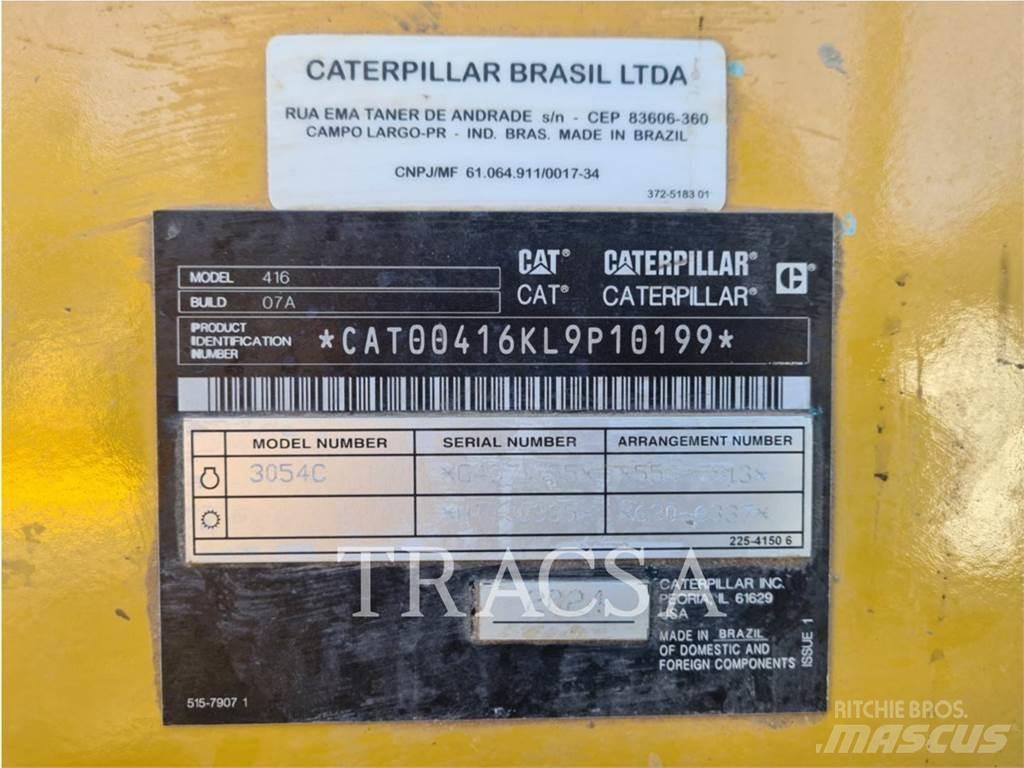 CATERPILLAR BRASIL LTDA
RUA EMA TANER DE ANDRADE s/n - CEP 83606-360
CAMPO LARGO-PR - IND. BRAS. MADE IN BRAZIL
CNPJ/MF 61.064.911/0017-34
372-5183 01
CAT® CATERPILLAR®
CAT® CATERPILLAR®
MODEL 416
BUILD 07A
PRODUCT
IDENTIFICATION
NUMBER
*CAT00416KL9P10199*
MODEL NUMBER SERIAL NUMBER ARRANGEMENT NUMBER
3054C
225-4150 6
TRACSA
CATERPILLAR INC.
PEORIA, IL 61629
USA
MADE IN BRAZIL
OF DOMESTIC AND
FOREIGN COMPONENTS
ISSUE 1
515-7907 1
RITCHIE BROS.
MASCUS